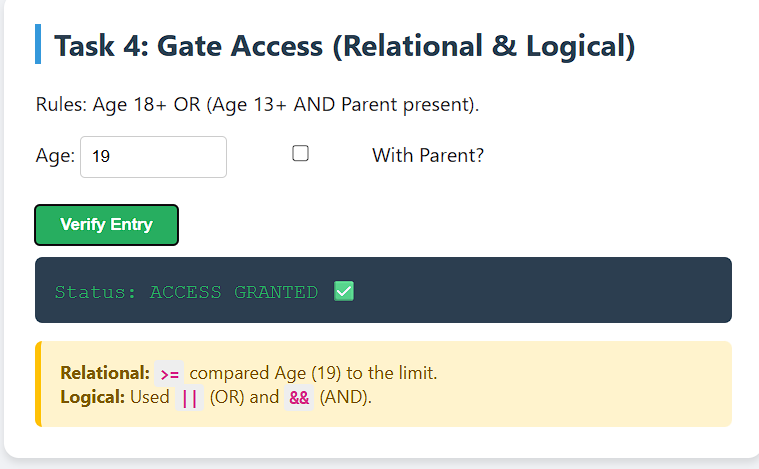 Task 4: Gate Access (Relational & Logical)
Rules: Age 18+ OR (Age 13+ AND Parent present).
Age: 19 With Parent?
Verify Entry
Status: ACCESS GRANTED ✅
Relational: >= compared Age (19) to the limit.
Logical: Used || (OR) and && (AND).